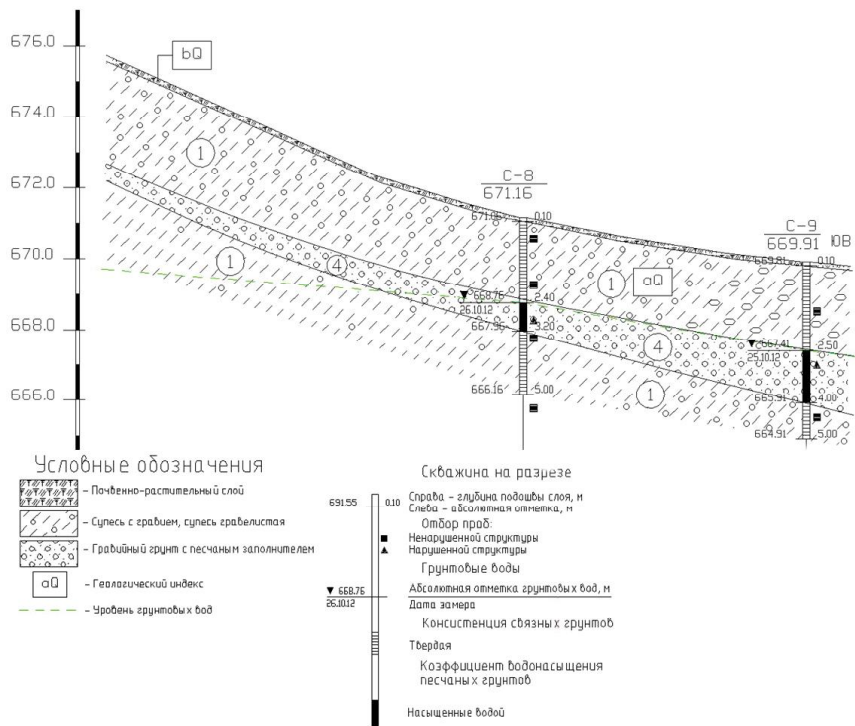 676.0
bQ
674.0
1
С-8
671.16
672.0
671.06 0.10
С-9
669.91 ЮВ
669.81 0.10
670.0
1
4
1
aQ
668.76 2.40
26.10.12
668.0
667.96 3.20
4
667.41 2.50
25.10.12
666.0
666.16 5.00
1
665.91 4.00
664.91 5.00
Условные обозначения
- Почвенно-растительный слой
- Супесь с гравием, супесь гравелистая
- Гравийный грунт с песчаным заполнителем
aQ - Геологический индекс
- Уровень грунтовых вод
Скважина на разрезе
691.55 0.10 Справа - глубина подошвы слоя, м
Слева - абсолютная отметка, м
Отбор проб:
Ненарушенной структуры
Нарушенной структуры
Грунтовые воды
668.76 Абсолютная отметка грунтовых вод, м
26.10.12 Дата замера
Консистенция связных грунтов
Твердая
Коэффициент водонасыщения
песчаных грунтов
Насыщенные водой